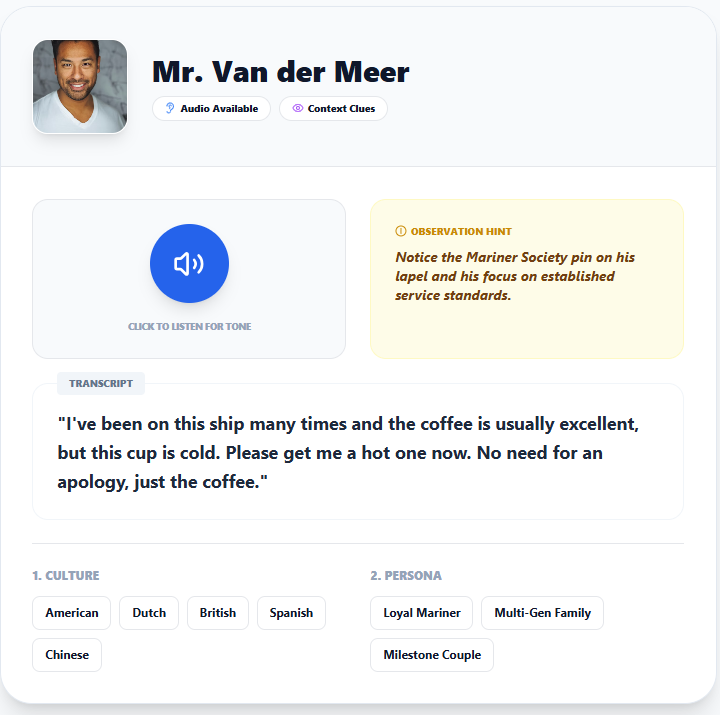 Mr. Van der Meer
Audio Available
Context Clues
CLICK TO LISTEN FOR TONE
OBSERVATION HINT
Notice the Mariner Society pin on his
lapel and his focus on established
service standards.
TRANSCRIPT
"I've been on this ship many times and the coffee is usually excellent,
but this cup is cold. Please get me a hot one now. No need for an
apology, just the coffee."
1. CULTURE
American
Dutch
British
Spanish
Chinese
2. PERSONA
Loyal Mariner
Multi-Gen Family
Milestone Couple